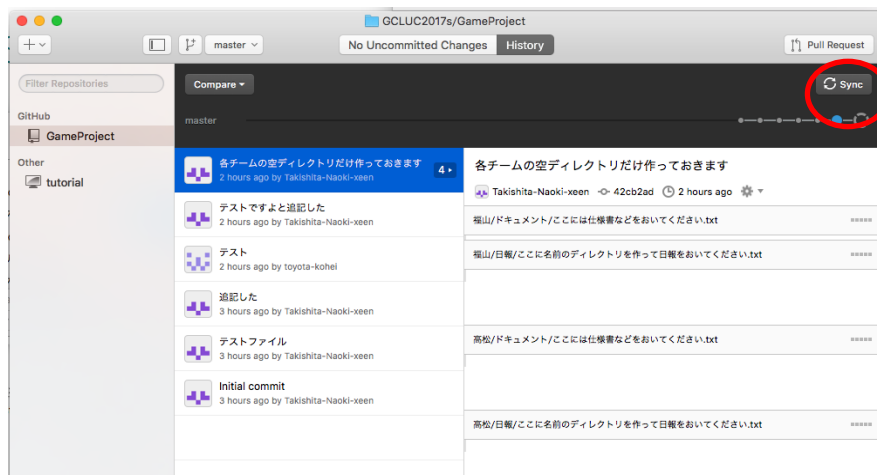 GCLUC2017s/GameProject
master
No Uncommitted Changes
History
Pull Request
Filter Repositories
GitHub
GameProject
Other
tutorial
Compare
Sync
master
各チームの空ディレクトリだけ作っておきます
2 hours ago by Takishita-Naoki-xeen
4
テストですよと追記した
2 hours ago by Takishita-Naoki-xeen
テスト
2 hours ago by toyota-kohei
追記した
3 hours ago by Takishita-Naoki-xeen
テストファイル
3 hours ago by Takishita-Naoki-xeen
Initial commit
3 hours ago by Takishita-Naoki-xeen
各チームの空ディレクトリだけ作っておきます
Takishita-Naoki-xeen 42cb2ad 2 hours ago
福山/ドキュメント/ここには仕様書などをおいてください.txt
福山/日報/ここに名前のディレクトリを作って日報をおいてください.txt
高松/ドキュメント/ここには仕様書などをおいてください.txt
高松/日報/ここに名前のディレクトリを作って日報をおいてください.txt